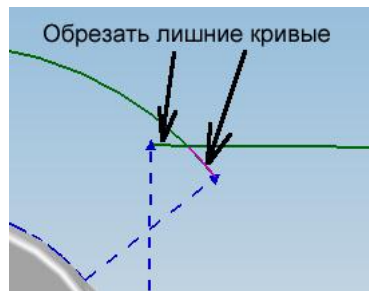 Обрезать лишние кривые